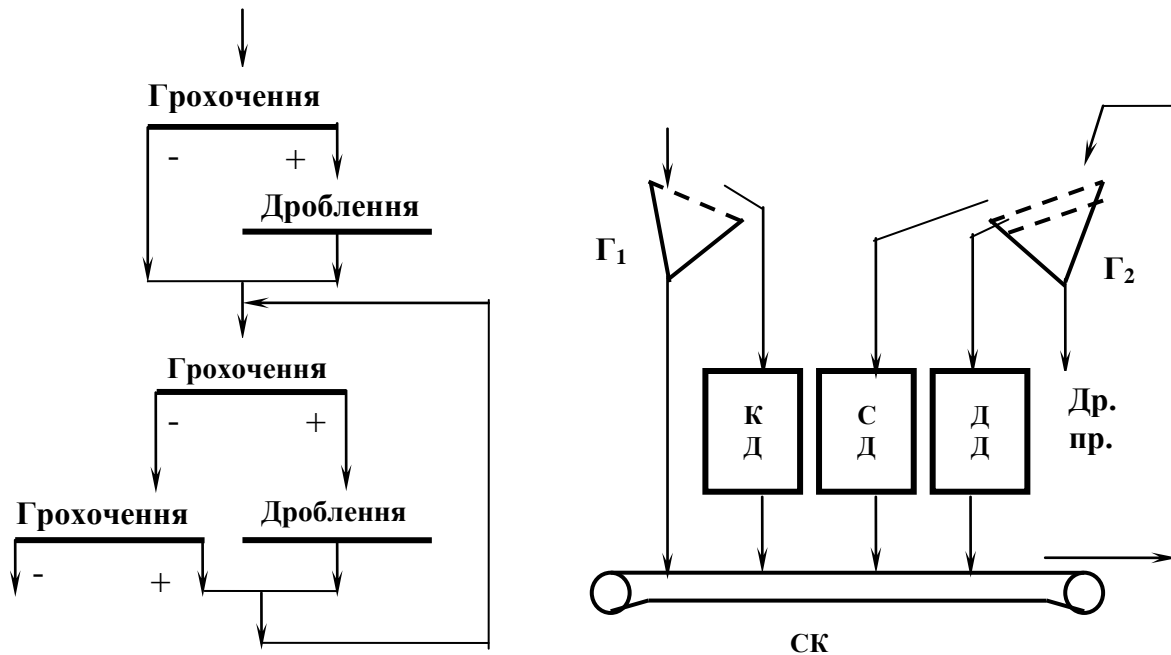 Грохочення
- +
Дроблення
Грохочення
- +
Грохочення
Дроблення
- +
Г1
Г2
К
Д
С
Д
Д
Д
Др.
пр.
СК